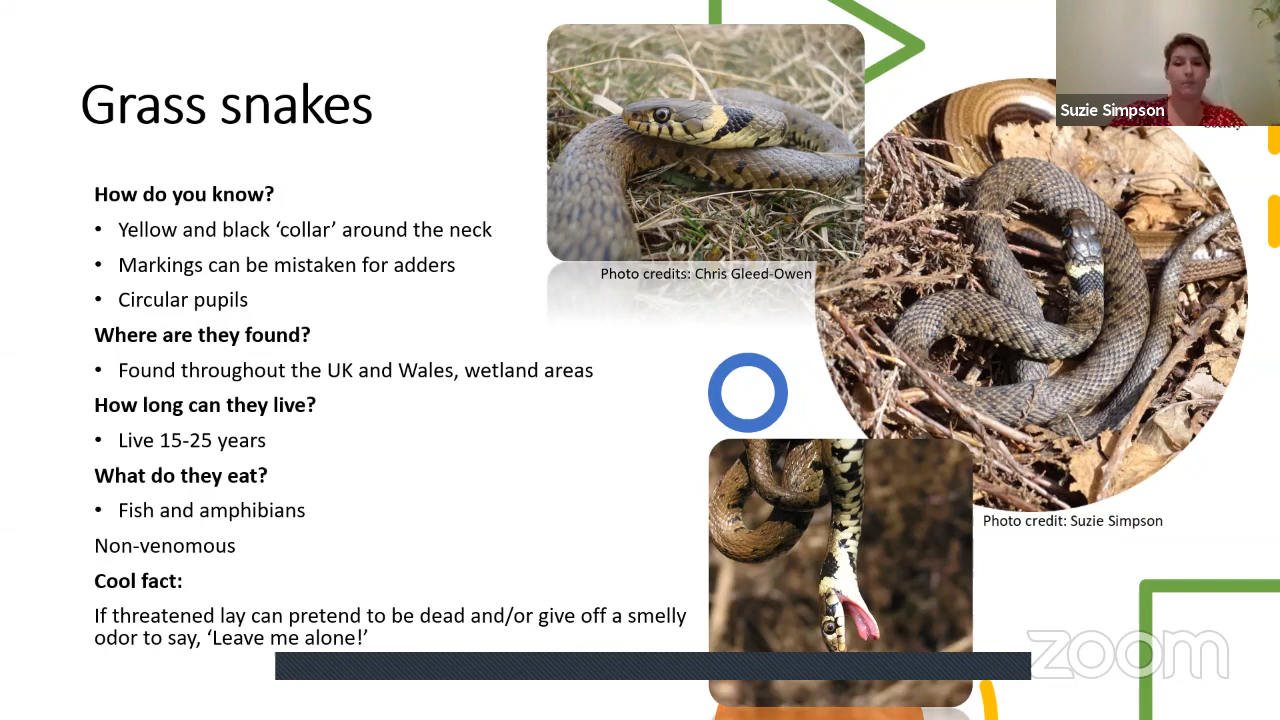 Suzie Simpson
Grass snakes
How do you know?
• Yellow and black ‘collar’ around the neck
• Markings can be mistaken for adders
• Circular pupils
Where are they found?
• Found throughout the UK and Wales, wetland areas
How long can they live?
• Live 15-25 years
What do they eat?
• Fish and amphibians
Non-venomous
Cool fact:
If threatened lay can pretend to be dead and/or give off a smelly
odor to say, ‘Leave me alone!’
Photo credits: Chris Gleed-Owen
Photo credit: Suzie Simpson
zoom